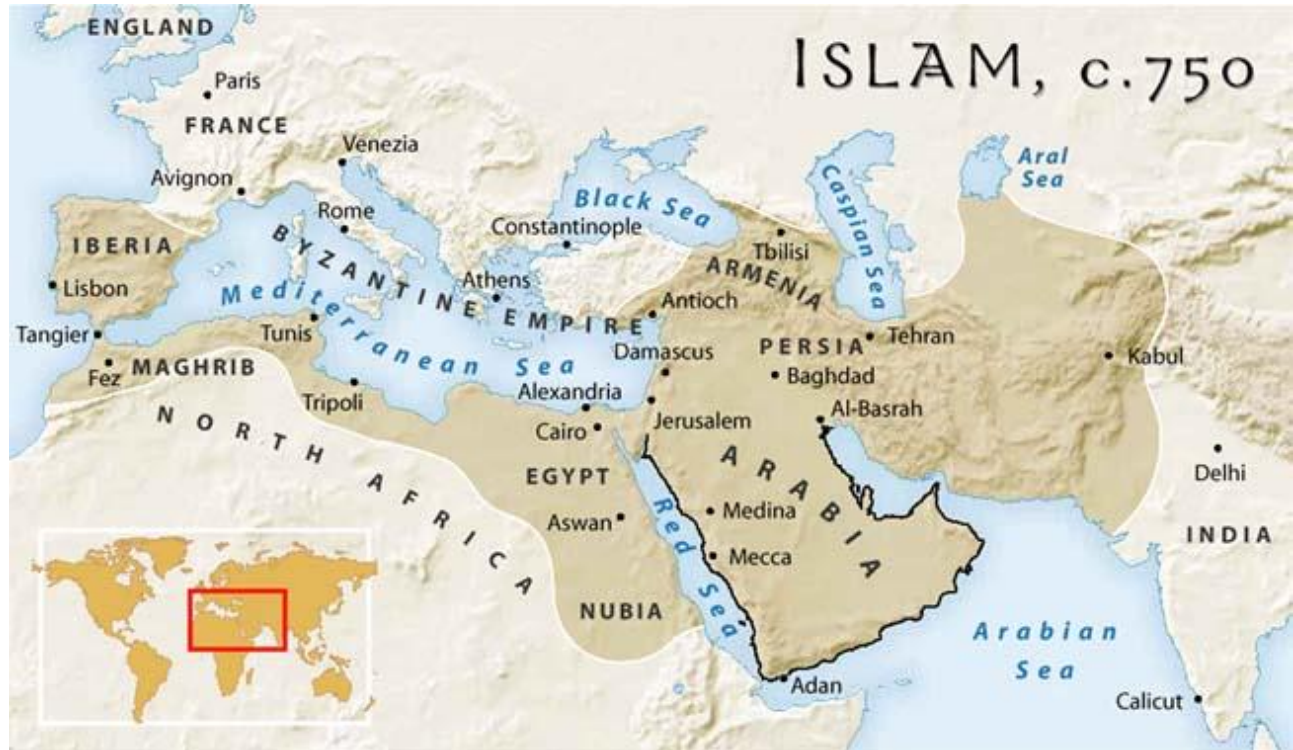 ISLAM, c.750
ENGLAND
Paris
FRANCE
Venezia
Avignon
Rome
Black Sea
Caspian Sea
Aral
Sea
Constantinople
IBERIA
BYZANTINE EMPIRE
Tbilisi
ARMENIA
Athens
Lisbon
Mediterranean Sea
Antioch
Tangier
Tunis
Damascus
PERSIA
Tehran
Fez
MAGHRIB
Baghdad
Kabul
Tripoli
Alexandria
Jerusalem
Al-Basrah
Cairo
NORTH AFRICA
ARABIA
EGYPT
Delhi
Aswan
Red Sea
Medina
INDIA
Mecca
NUBIA
Arabian
Sea
Adan
Calicut